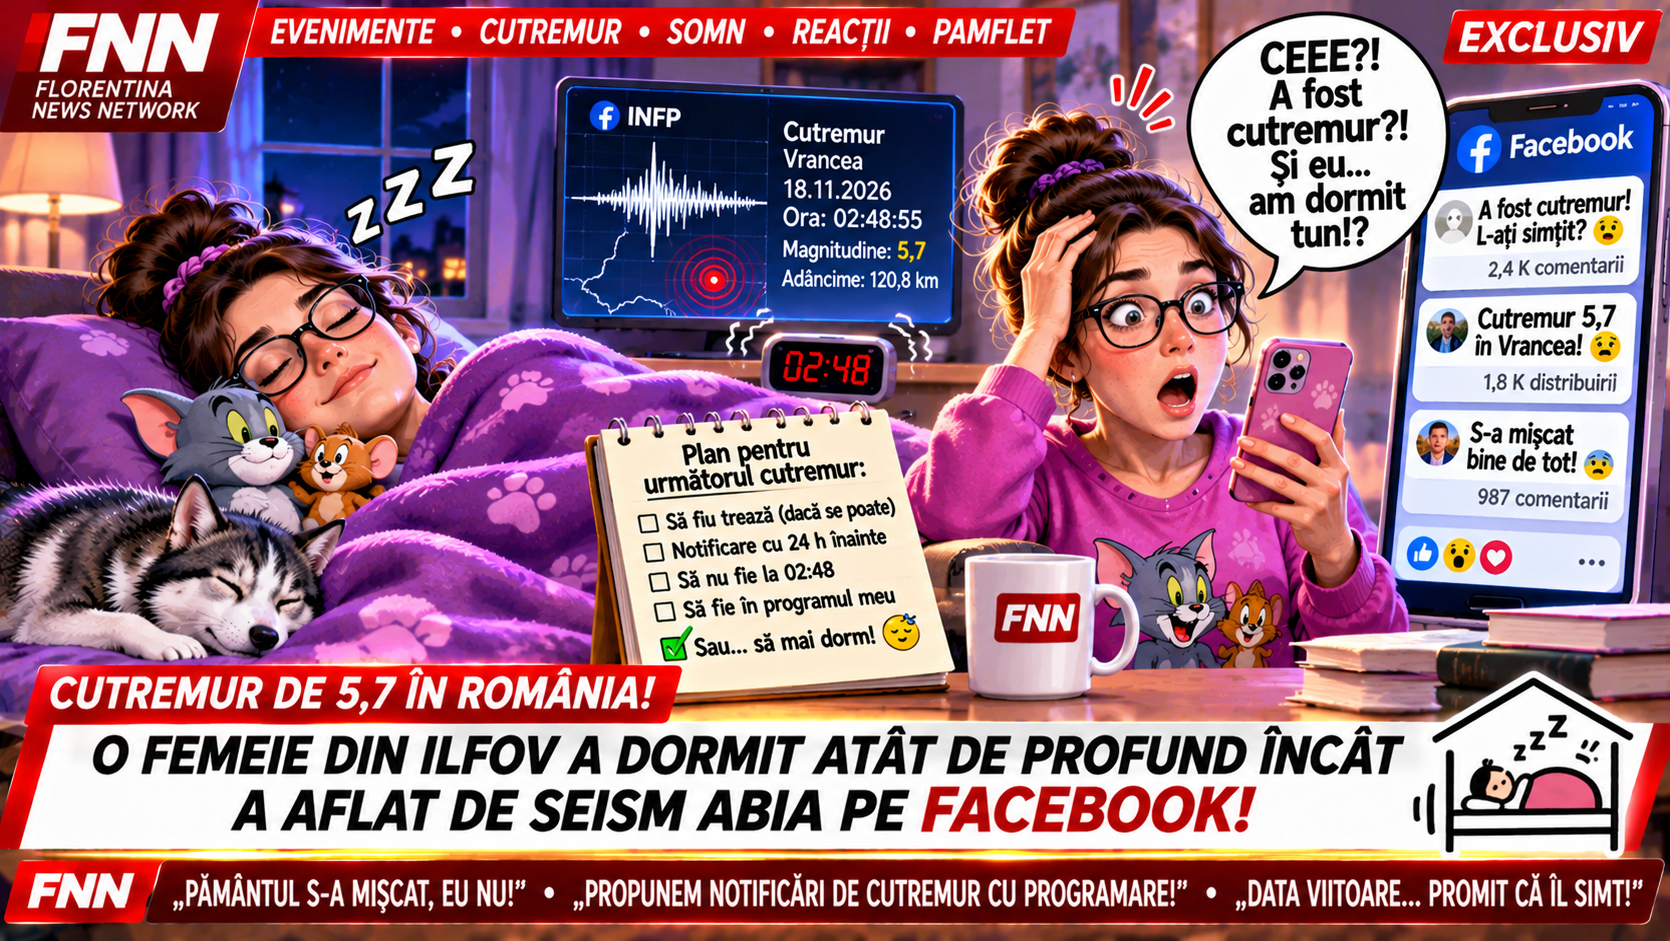 FNN
FLORENTINA
NEWS NETWORK
EVENIMENTE • CUTREMUR • SOMN • REACȚII • PAMFLET
EXCLUSIV
zzZ
INFP
Cutremur
Vrancea
18.11.2026
Ora: 02:48:55
Magnitudine: 5,7
Adâncime: 120,8 km
02:48
CEEE?!
A fost
cutremur?!
Și eu...
am dormit
tun!?
Facebook
A fost cutremur!
L-ați simțit? 😧
2,4 K comentarii
Cutremur 5,7
în Vrancea! 😟
1,8 K distribuirii
S-a mișcat
bine de tot! 😨
987 comentarii
Plan pentru
următorul cutremur:
☐ Să fiu trează (dacă se poate)
☐ Notificare cu 24 h înainte
☐ Să nu fie la 02:48
☐ Să fie în programul meu
✅ Sau... să mai dorm! 😴
FNN
CUTREMUR DE 5,7 ÎN ROMÂNIA!
O FEMEIE DIN ILFOV A DORMIT ATÂT DE PROFUND ÎNCÂT
A AFLAT DE SEISM ABIA PE FACEBOOK!
zzZ
FNN
„PĂMÂNTUL S-A MIȘCAT, EU NU!” • „PROPUNEM NOTIFICĂRI DE CUTREMUR CU PROGRAMARE!” • „DATA VIITOARE... PROMIT CĂ ÎL SIMT!”